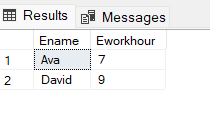 Results Messages
Ename Eworkhour
1 Ava 7
2 David 9